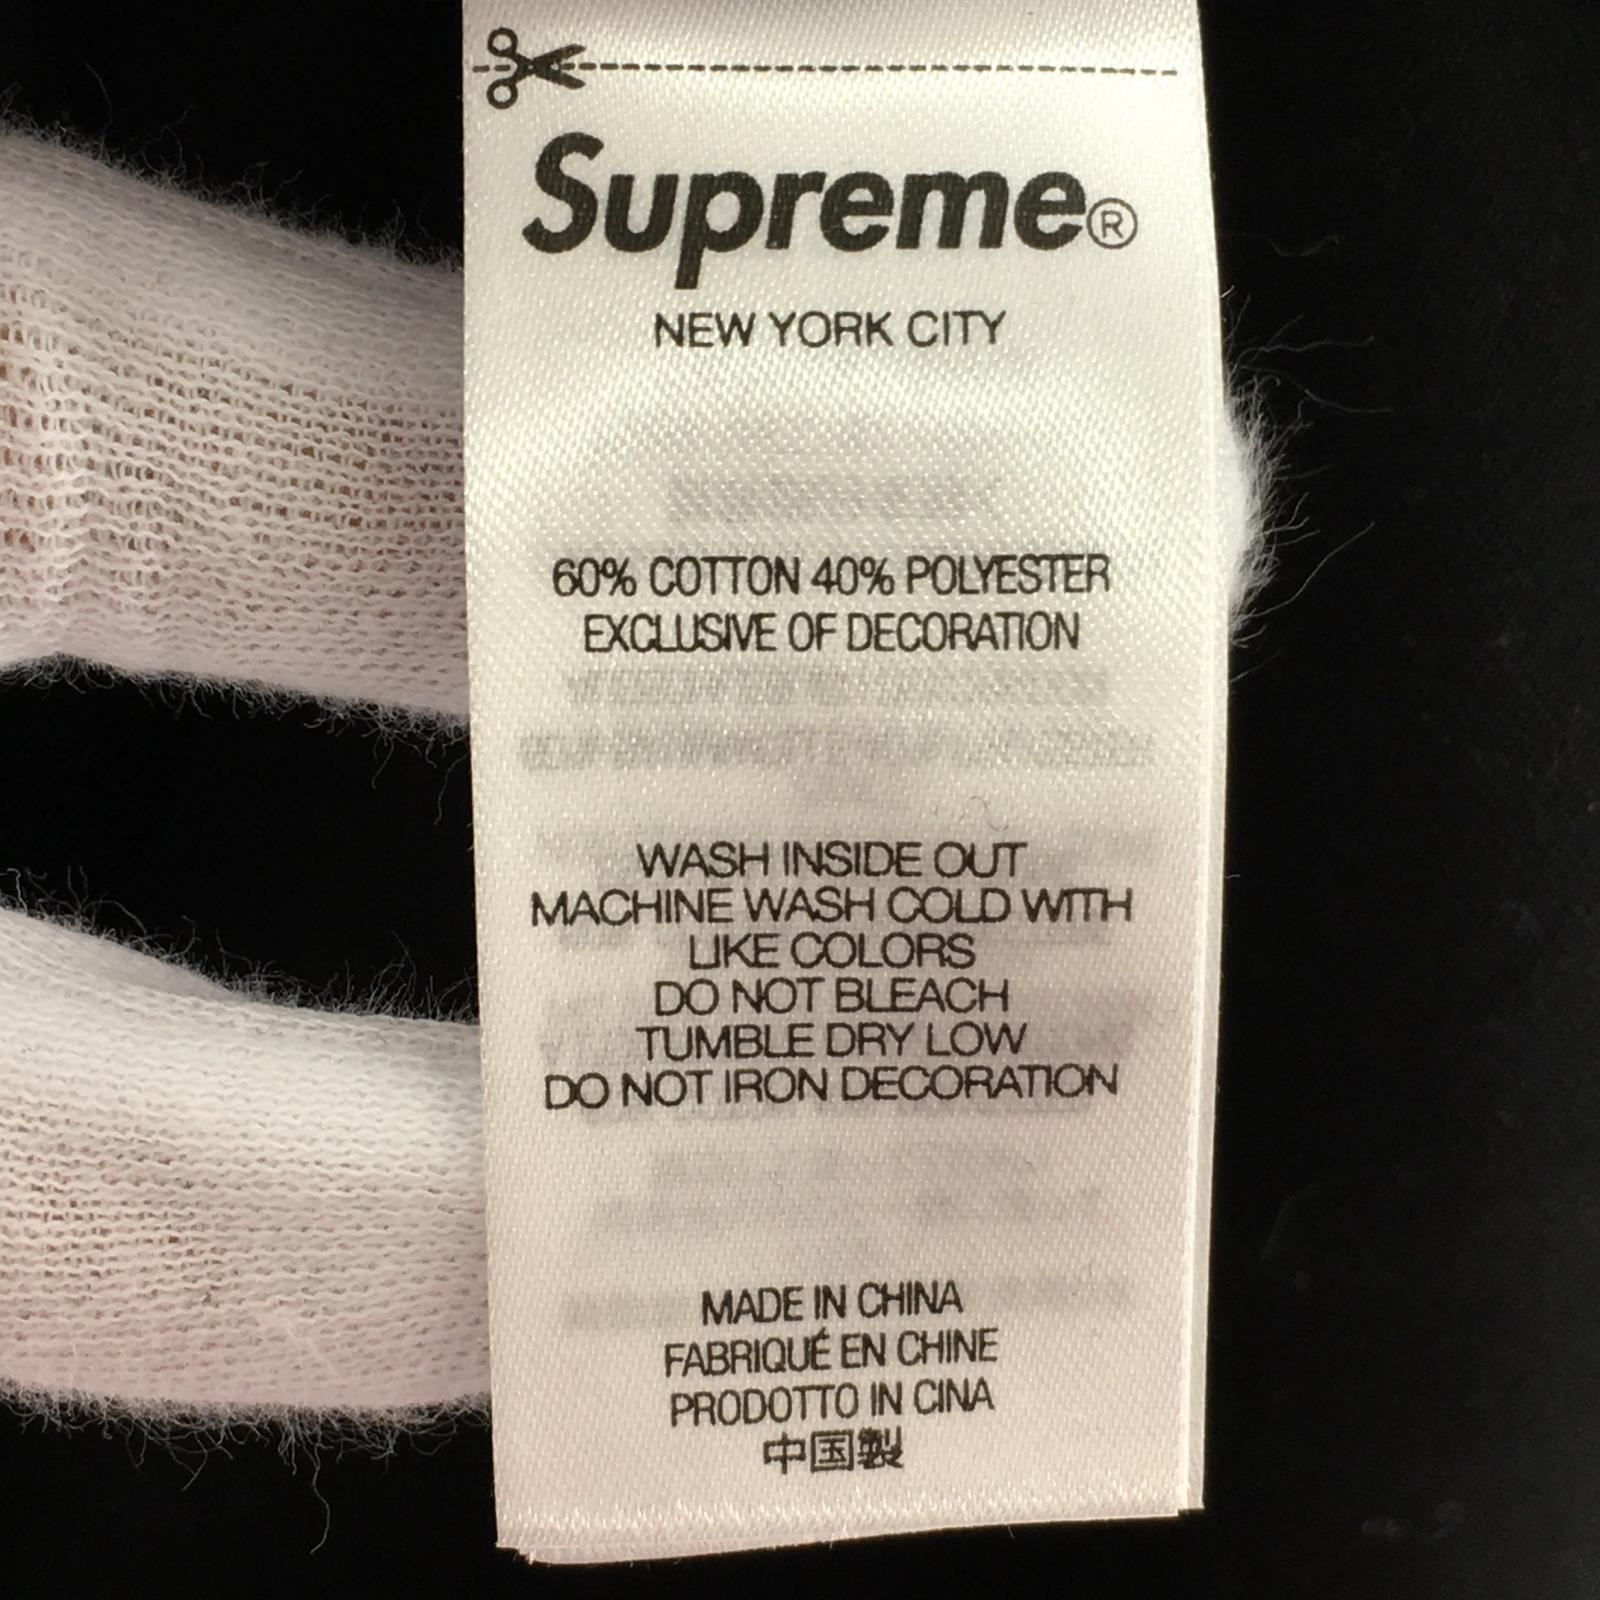 Supreme®
NEW YORK CITY
60% COTTON 40% POLYESTER
EXCLUSIVE OF DECORATION
WASH INSIDE OUT
MACHINE WASH COLD WITH
LIKE COLORS
DO NOT BLEACH
TUMBLE DRY LOW
DO NOT IRON DECORATION
MADE IN CHINA
FABRIQUÉ EN CHINE
PRODOTTO IN CINA
中国製